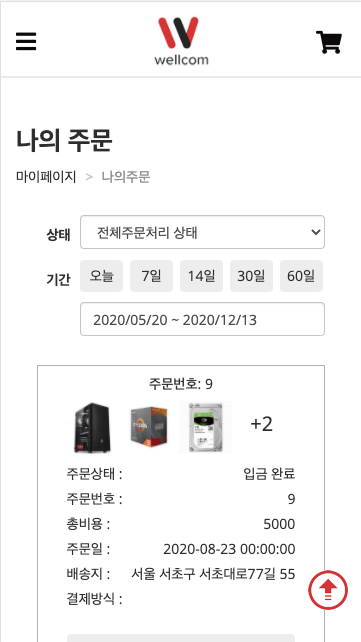 wellcom
나의 주문
마이페이지 > 나의주문
상태 전체주문처리 상태
기간 오늘 7일 14일 30일 60일
2020/05/20 ~ 2020/12/13
주문번호: 9
+2
주문상태 : 입금 완료
주문번호 : 9
총비용 : 5000
주문일 : 2020-08-23 00:00:00
배송지 : 서울 서초구 서초대로77길 55
결제방식 :